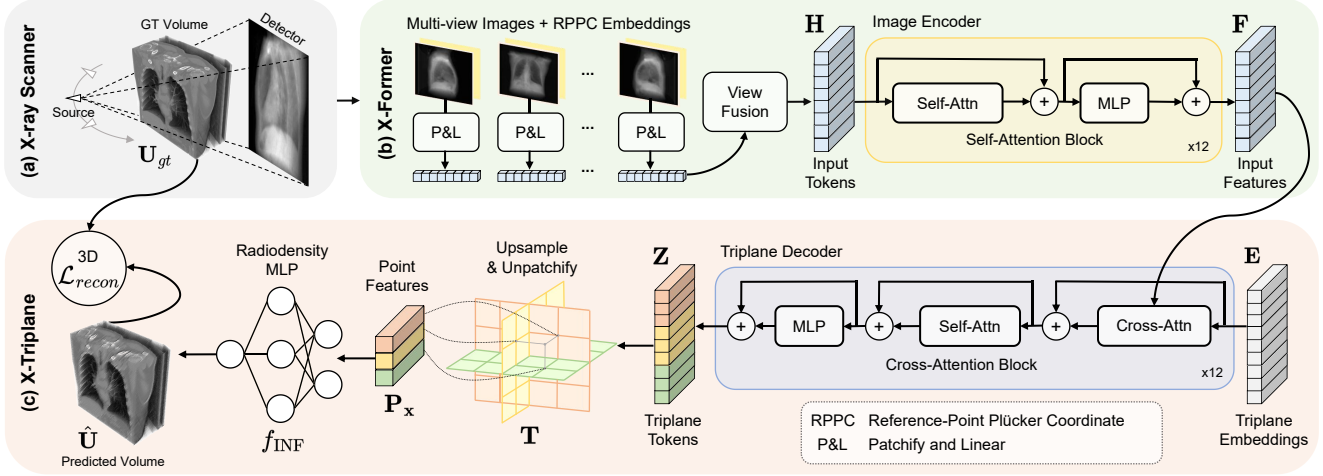 (a) X-ray Scanner
GT Volume
Detector
Source
U_gt
(b) X-Former
Multi-view Images + RPPC Embeddings
...
P&L
P&L
...
P&L
...
View
Fusion
H
Input
Tokens
Image Encoder
Self-Attn
+
MLP
+
Self-Attention Block
x12
F
Input
Features
(c) X-Triplane
3D
ℒ_recon
Û
Predicted Volume
Radiodensity
MLP
f_INF
Point
Features
P_x
Upsample
& Unpatchify
T
Z
Triplane
Tokens
Triplane Decoder
+
MLP
+
Self-Attn
+
Cross-Attn
Cross-Attention Block
x12
E
Triplane
Embeddings
RPPC Reference-Point Plücker Coordinate
P&L Patchify and Linear